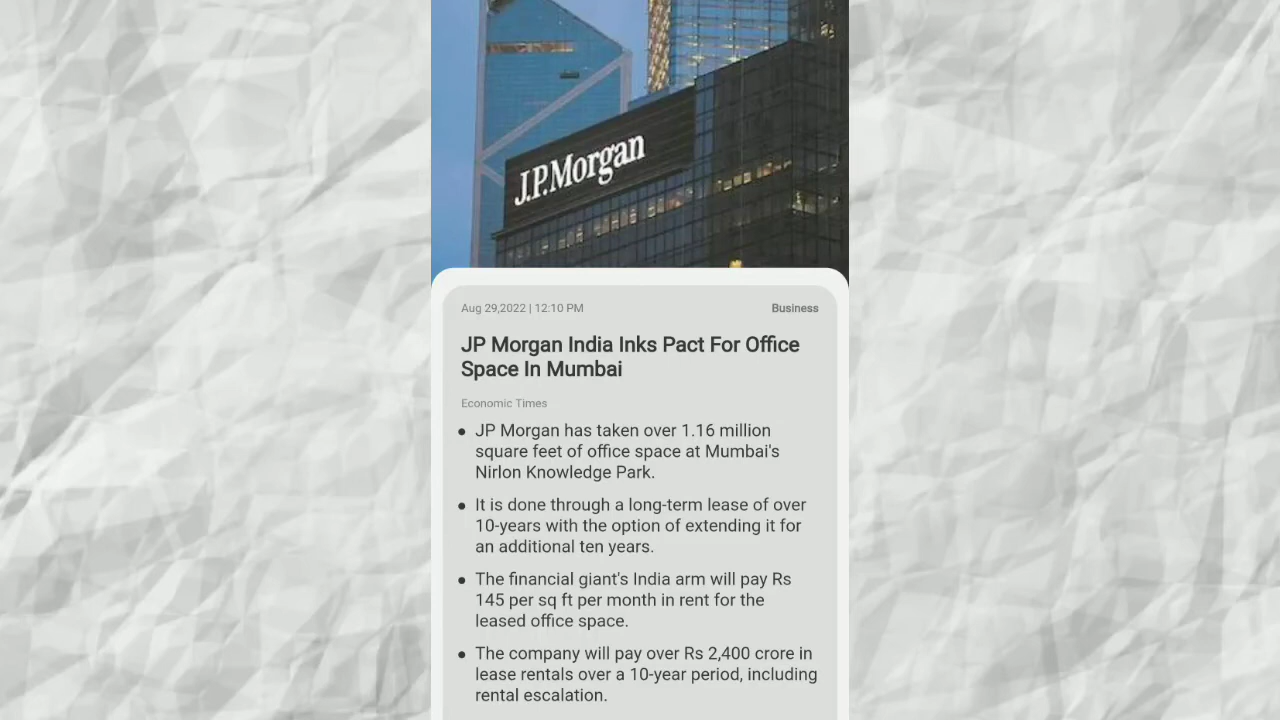 J.P.Morgan
Aug 29,2022 | 12:10 PM
Business
JP Morgan India Inks Pact For Office
Space In Mumbai
Economic Times
• JP Morgan has taken over 1.16 million
square feet of office space at Mumbai's
Nirlon Knowledge Park.
• It is done through a long-term lease of over
10-years with the option of extending it for
an additional ten years.
• The financial giant's India arm will pay Rs
145 per sq ft per month in rent for the
leased office space.
• The company will pay over Rs 2,400 crore in
lease rentals over a 10-year period, including
rental escalation.